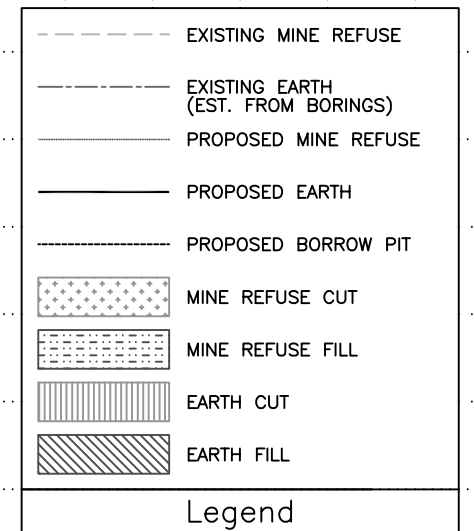 EXISTING MINE REFUSE
EXISTING EARTH
(EST. FROM BORINGS)
PROPOSED MINE REFUSE
PROPOSED EARTH
PROPOSED BORROW PIT
MINE REFUSE CUT
MINE REFUSE FILL
EARTH CUT
EARTH FILL
Legend